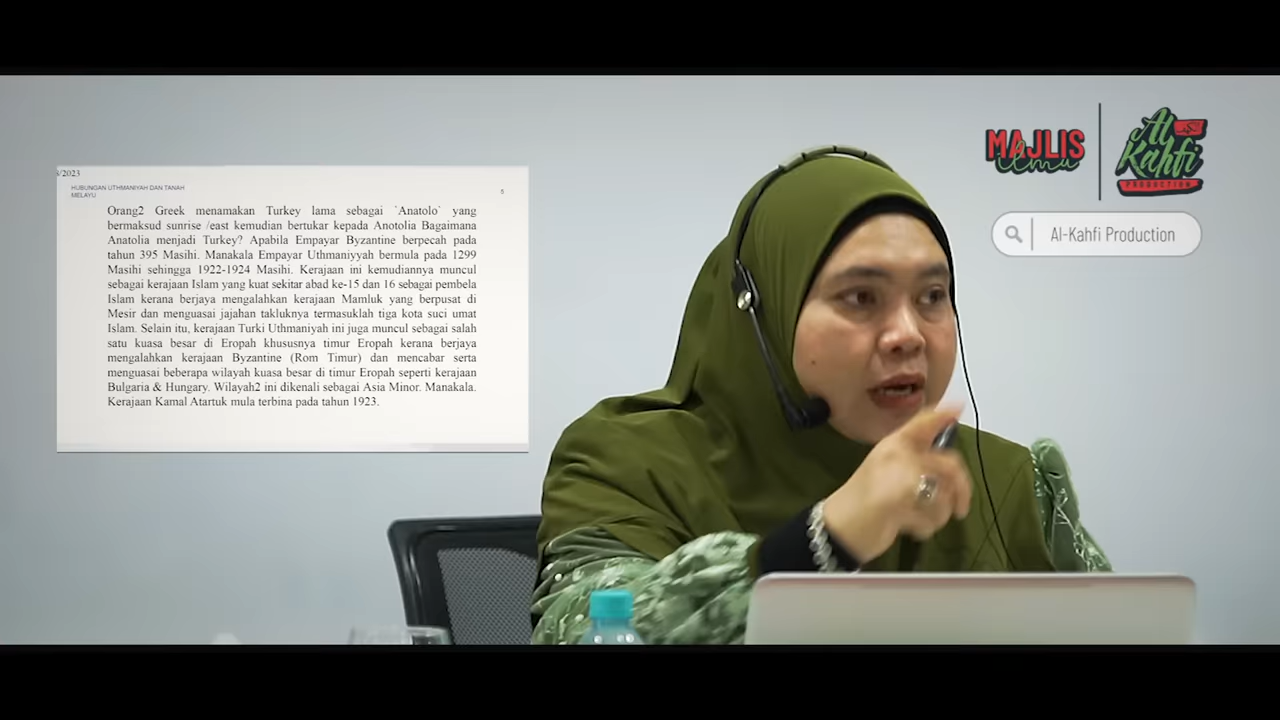 3/2023
HUBUNGAN UTHMANIYAH DAN TANAH
MELAYU
5
Orang2 Greek menamakan Turkey lama sebagai `Anatolo` yang
bermaksud sunrise /east kemudian bertukar kepada Anotolia Bagaimana
Anatolia menjadi Turkey? Apabila Empayar Byzantine berpecah pada
tahun 395 Masihi. Manakala Empayar Uthmaniyyah bermula pada 1299
Masihi sehingga 1922-1924 Masihi. Kerajaan ini kemudiannya muncul
sebagai kerajaan Islam yang kuat sekitar abad ke-15 dan 16 sebagai pembela
Islam kerana berjaya mengalahkan kerajaan Mamluk yang berpusat di
Mesir dan menguasai jajahan takluknya termasuklah tiga kota suci umat
Islam. Selain itu, kerajaan Turki Uthmaniyah ini juga muncul sebagai salah
satu kuasa besar di Eropah khususnya timur Eropah kerana berjaya
mengalahkan kerajaan Byzantine (Rom Timur) dan mencabar serta
menguasai beberapa wilayah kuasa besar di timur Eropah seperti kerajaan
Bulgaria & Hungary. Wilayah2 ini dikenali sebagai Asia Minor. Manakala.
Kerajaan Kamal Atartuk mula terbina pada tahun 1923.
MAJLIS
ilmu
Al
Kahfi
PRODUCTION
Al-Kahfi Production